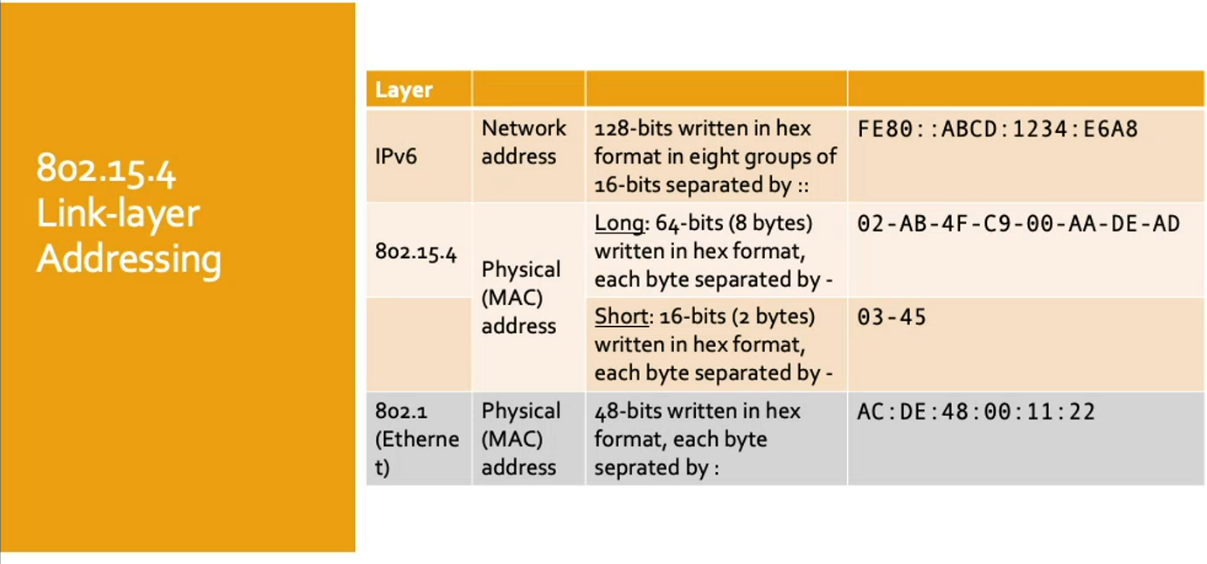 802.15.4
Link-layer
Addressing
Layer
IPv6
Network
address
128-bits written in hex
format in eight groups of
16-bits separated by ::
FE80::ABCD:1234:E6A8
802.15.4
Physical
(MAC)
address
Long: 64-bits (8 bytes)
written in hex format,
each byte separated by -
02-AB-4F-C9-00-AA-DE-AD
Short: 16-bits (2 bytes)
written in hex format,
each byte separated by -
03-45
802.1
(Etherne
t)
Physical
(MAC)
address
48-bits written in hex
format, each byte
seprated by :
AC:DE:48:00:11:22